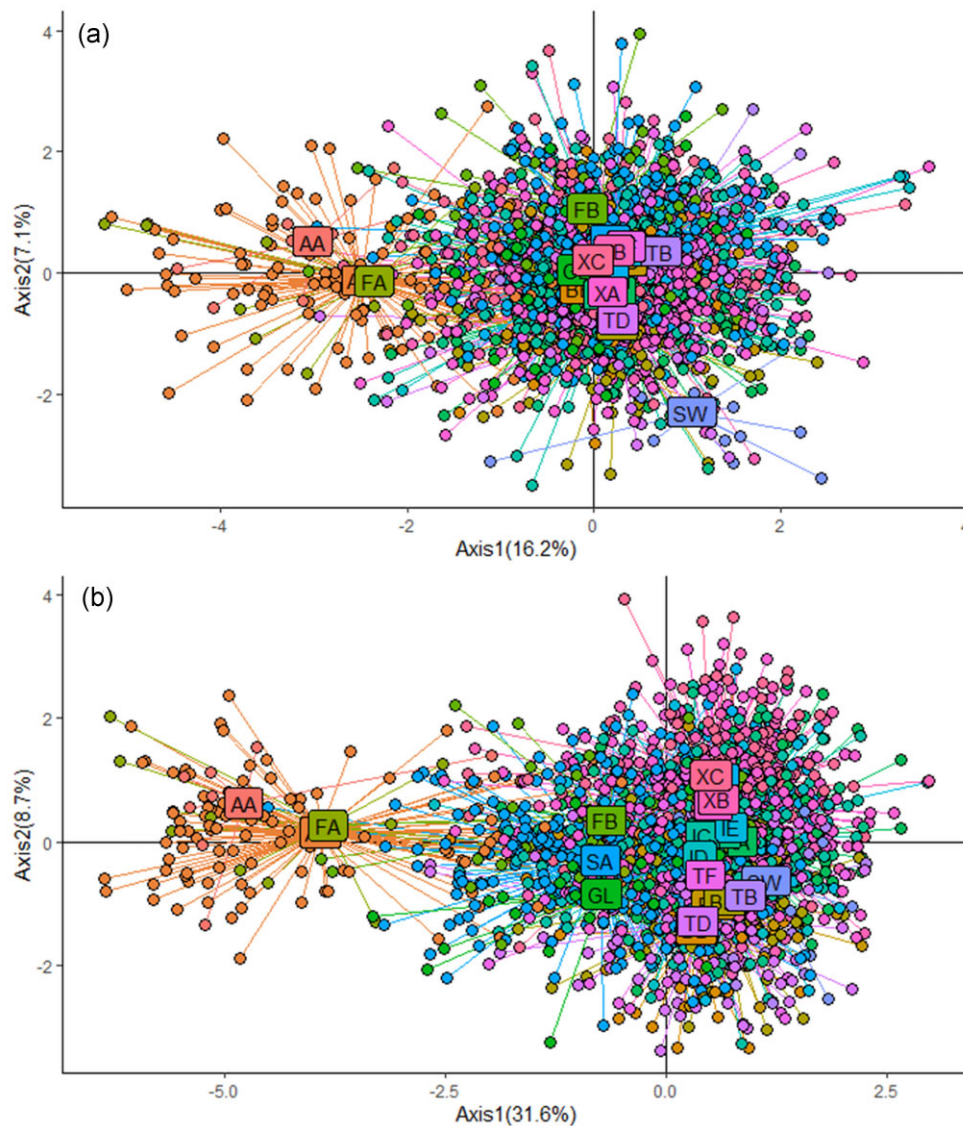 (a)
4
2
0
-2
Axis2(7.1%)
AA
FA
FB
XC
TB
XA
TD
SW
-4
-2
0
2
4
Axis1(16.2%)
(b)
4
2
0
-2
Axis2(8.7%)
AA
FA
FB
SA
GL
XC
XB
IE
TF
TB
TD
-5.0
-2.5
0.0
2.5
Axis1(31.6%)